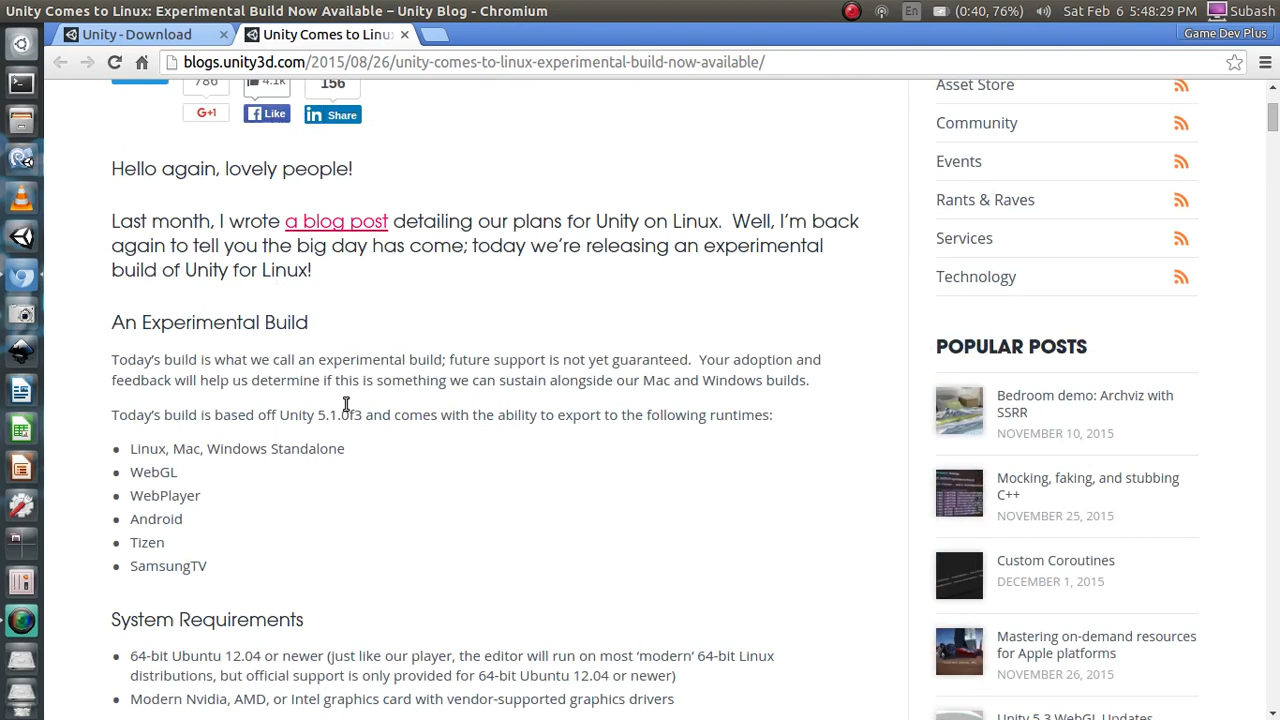 Unity Comes to Linux: Experimental Build Now Available – Unity Blog - Chromium
En
(0:40, 76%)
Sat Feb 6 5:48:29 PM
Subash
Unity - Download
Unity Comes to Linu
Game Dev Plus
blogs.unity3d.com/2015/08/26/unity-comes-to-linux-experimental-build-now-available/
786
4.1k
156
G+1
Like
Share
Hello again, lovely people!
Last month, I wrote a blog post detailing our plans for Unity on Linux. Well, I'm back
again to tell you the big day has come; today we're releasing an experimental
build of Unity for Linux!
An Experimental Build
Today's build is what we call an experimental build; future support is not yet guaranteed. Your adoption and
feedback will help us determine if this is something we can sustain alongside our Mac and Windows builds.
Today's build is based off Unity 5.1.0f3 and comes with the ability to export to the following runtimes:
Linux, Mac, Windows Standalone
WebGL
WebPlayer
Android
Tizen
SamsungTV
System Requirements
64-bit Ubuntu 12.04 or newer (just like our player, the editor will run on most 'modern' 64-bit Linux
distributions, but official support is only provided for 64-bit Ubuntu 12.04 or newer)
Modern Nvidia, AMD, or Intel graphics card with vendor-supported graphics drivers
Asset Store
Community
Events
Rants & Raves
Services
Technology
POPULAR POSTS
Bedroom demo: Archviz with
SSRR
NOVEMBER 10, 2015
Mocking, faking, and stubbing
C++
NOVEMBER 25, 2015
Custom Coroutines
DECEMBER 1, 2015
Mastering on-demand resources
for Apple platforms
NOVEMBER 26, 2015
Unity 5.3 WebGL Updates